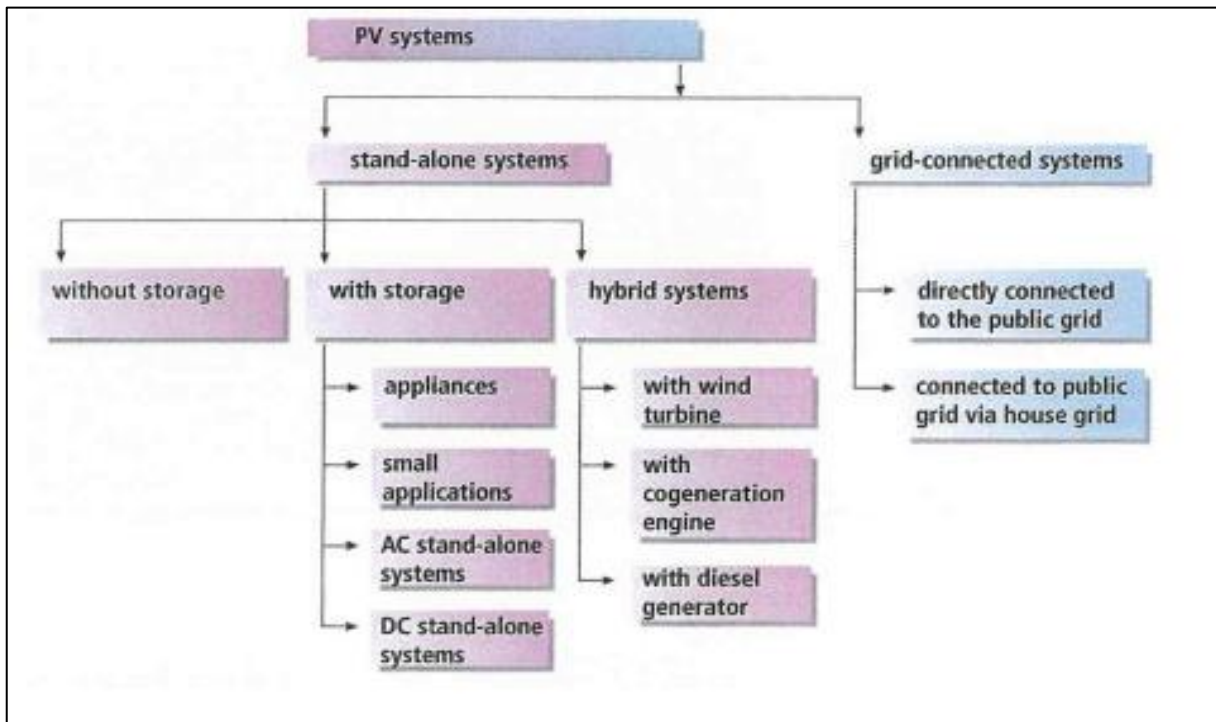 PV systems
stand-alone systems
grid-connected systems
without storage
with storage
hybrid systems
directly connected
to the public grid
appliances
with wind
turbine
connected to public
grid via house grid
small
applications
with
cogeneration
engine
AC stand-alone
systems
with diesel
generator
DC stand-alone
systems